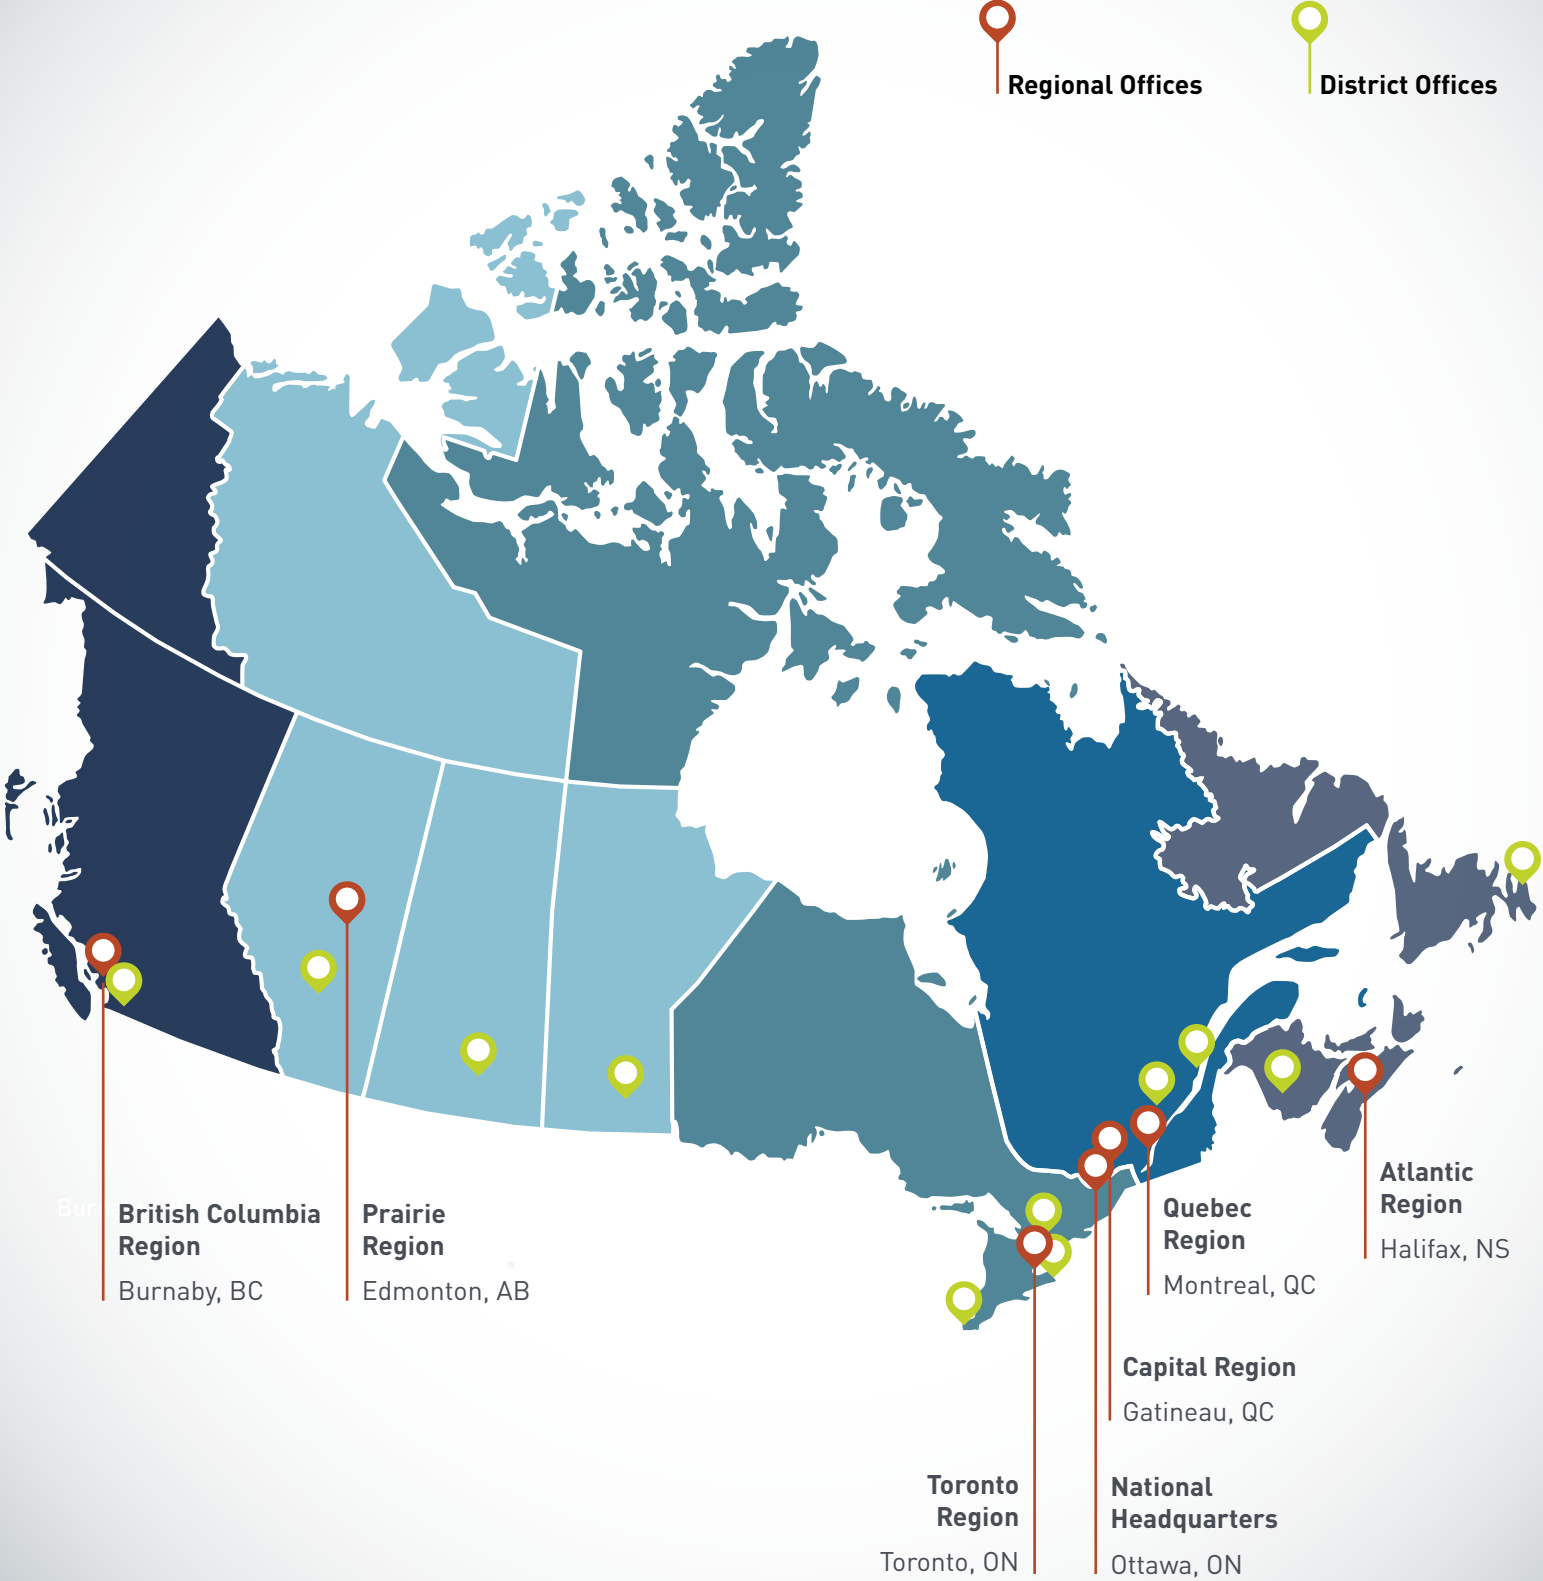 Regional Offices
District Offices
British Columbia
Region
Burnaby, BC
Prairie
Region
Edmonton, AB
Atlantic
Region
Halifax, NS
Quebec
Region
Montreal, QC
Capital Region
Gatineau, QC
Toronto
Region
Toronto, ON
National
Headquarters
Ottawa, ON